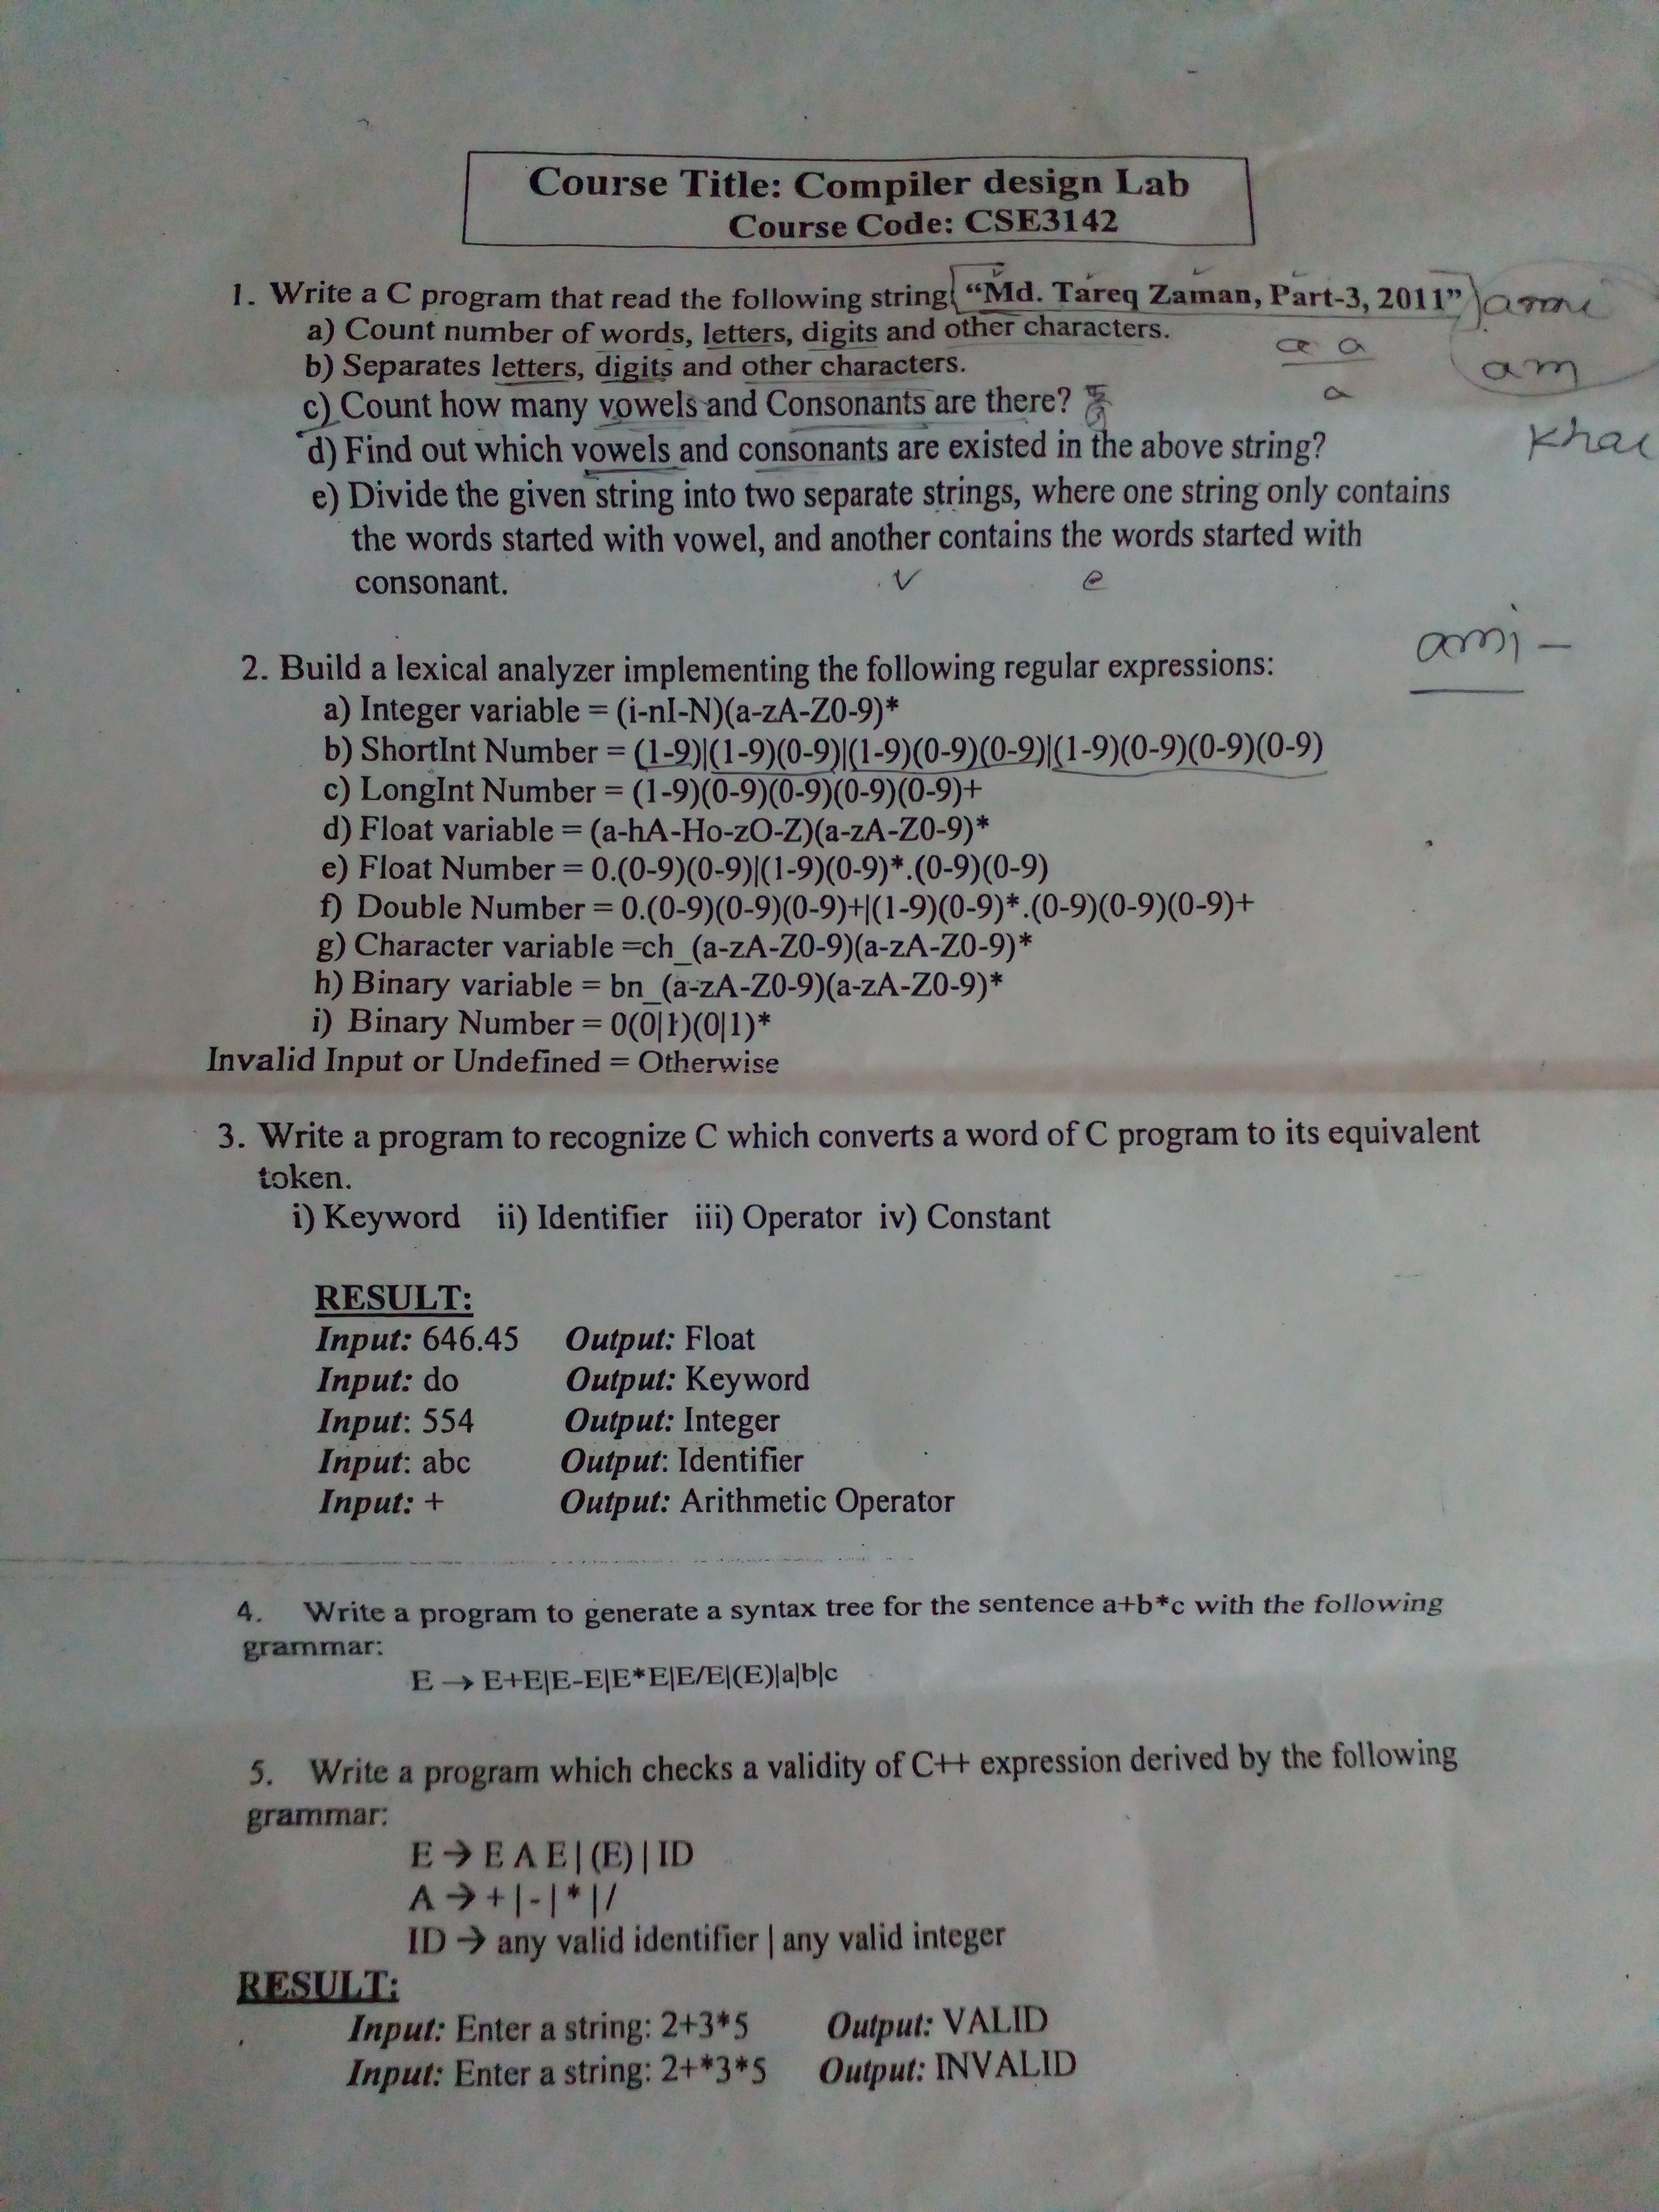 Course Title: Compiler design Lab
Course Code: CSE3142
1. Write a C program that read the following string “Md. Tareq Zaman, Part-3, 2011”
a) Count number of words, letters, digits and other characters.
a a
b) Separates letters, digits and other characters.
am
c) Count how many vowels and Consonants are there?
a
d) Find out which vowels and consonants are existed in the above string?
khai
e) Divide the given string into two separate strings, where one string only contains
the words started with vowel, and another contains the words started with
consonant.
v
ami -
2. Build a lexical analyzer implementing the following regular expressions:
a) Integer variable = (i-nI-N)(a-zA-Z0-9)*
b) ShortInt Number = (1-9)|(1-9)(0-9)|(1-9)(0-9)(0-9)|(1-9)(0-9)(0-9)(0-9)
c) LongInt Number = (1-9)(0-9)(0-9)(0-9)(0-9)+
d) Float variable = (a-hA-Ho-zO-Z)(a-zA-Z0-9)*
e) Float Number = 0.(0-9)(0-9)|(1-9)(0-9)*.(0-9)(0-9)
f) Double Number = 0.(0-9)(0-9)(0-9)+|(1-9)(0-9)*.(0-9)(0-9)(0-9)+
g) Character variable =ch_(a-zA-Z0-9)(a-zA-Z0-9)*
h) Binary variable = bn_(a-zA-Z0-9)(a-zA-Z0-9)*
i) Binary Number = 0(0|1)(0|1)*
Invalid Input or Undefined = Otherwise
3. Write a program to recognize C which converts a word of C program to its equivalent
token.
i) Keyword ii) Identifier iii) Operator iv) Constant
RESULT:
Input: 646.45 Output: Float
Input: do Output: Keyword
Input: 554 Output: Integer
Input: abc Output: Identifier
Input: + Output: Arithmetic Operator
4. Write a program to generate a syntax tree for the sentence a+b*c with the following
grammar:
E → E+E|E-E|E*E|E/E|(E)|a|b|c
5. Write a program which checks a validity of C++ expression derived by the following
grammar:
E → E A E | (E) | ID
A → + | - | * | /
ID → any valid identifier | any valid integer
RESULT:
Input: Enter a string: 2+3*5 Output: VALID
Input: Enter a string: 2+*3*5 Output: INVALID